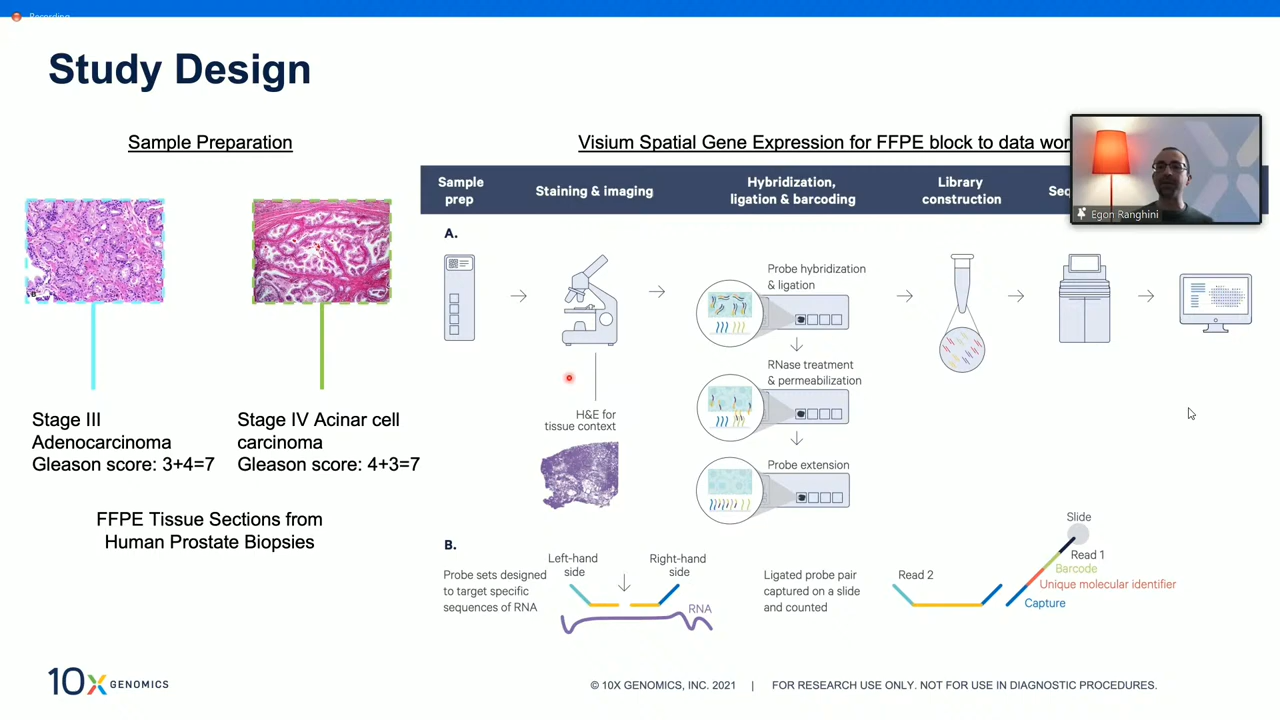 Recording
Study Design
Sample Preparation
Visium Spatial Gene Expression for FFPE block to data
Sample
prep
Staining & imaging
Hybridization,
ligation & barcoding
Library
construction
Egon Ranghini
A.
Probe hybridization
& ligation
RNase treatment
& permeabilization
Probe extension
H&E for
tissue context
Stage III
Adenocarcinoma
Gleason score: 3+4=7
Stage IV Acinar cell
carcinoma
Gleason score: 4+3=7
FFPE Tissue Sections from
Human Prostate Biopsies
B.
Probe sets designed
to target specific
sequences of RNA
Left-hand
side
Right-hand
side
RNA
Ligated probe pair
captured on a slide
and counted
Read 2
Slide
Read 1
Barcode
Unique molecular identifier
Capture
10X GENOMICS
© 10X GENOMICS, INC. 2021 | FOR RESEARCH USE ONLY. NOT FOR USE IN DIAGNOSTIC PROCEDURES.